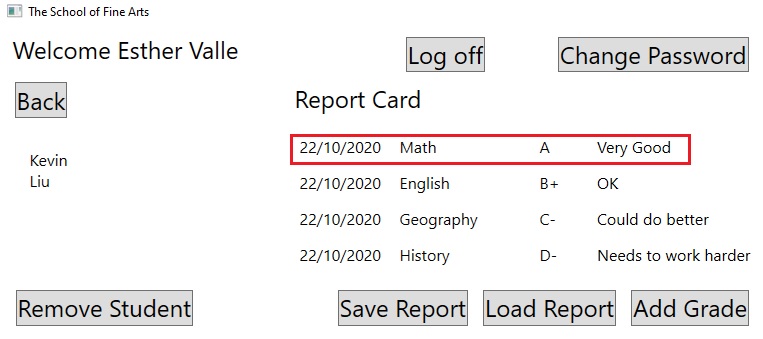 The School of Fine Arts
Welcome Esther Valle
Log off
Change Password
Back
Report Card
Kevin
Liu
22/10/2020 Math A Very Good
22/10/2020 English B+ OK
22/10/2020 Geography C- Could do better
22/10/2020 History D- Needs to work harder
Remove Student
Save Report
Load Report
Add Grade